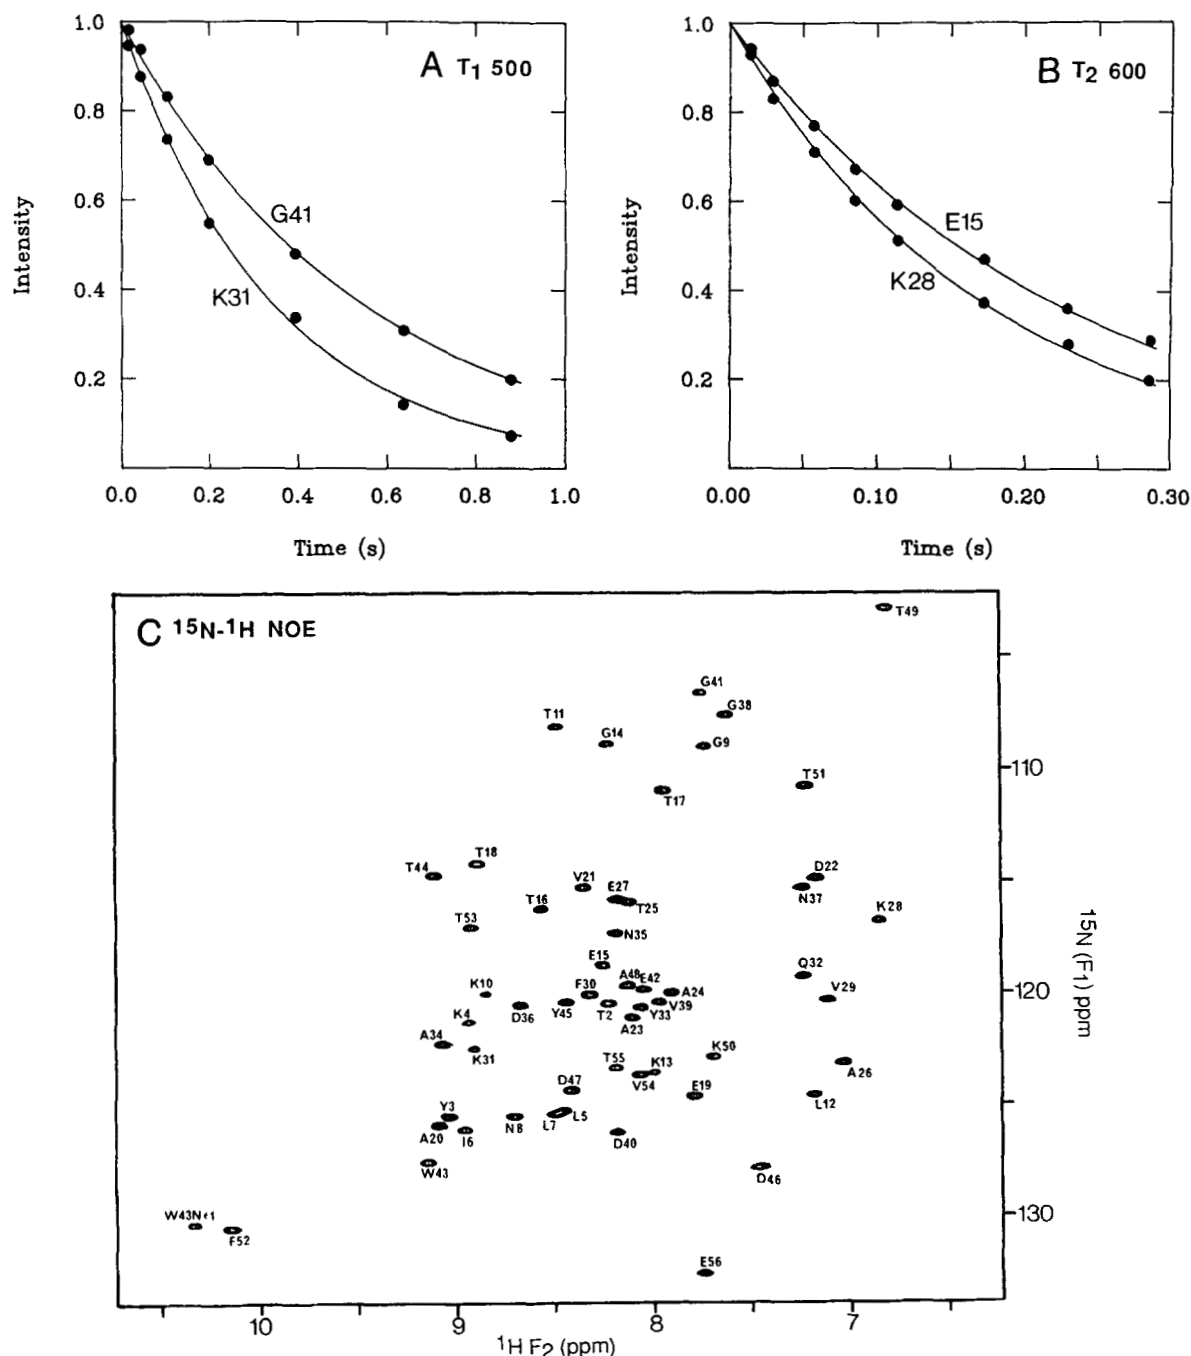 A T1 500
1.0
0.8
0.6
0.4
0.2
Intensity
G41
K31
0.0 0.2 0.4 0.6 0.8 1.0
Time (s)
B T2 600
1.0
0.8
0.6
0.4
0.2
Intensity
E15
K28
0.00 0.10 0.20 0.30
Time (s)
C 15N-1H NOE
T49
G41
G38
T11
G14
G9
T51
T17
T18
T44
D22
V21
E27
N37
T16
T25
K28
T53
N35
E15
Q32
A48
E42
F30
A24
V29
K10
D36
Y45
T2
Y33
V39
K4
A23
A34
K31
T55
K13
K50
V54
A26
D47
E19
L12
Y3
L7
L5
N8
A20
I6
D40
W43
D46
W43Nε1
F52
E56
110
120
130
15N (F1) ppm
10 9 8 7
1H F2 (ppm)